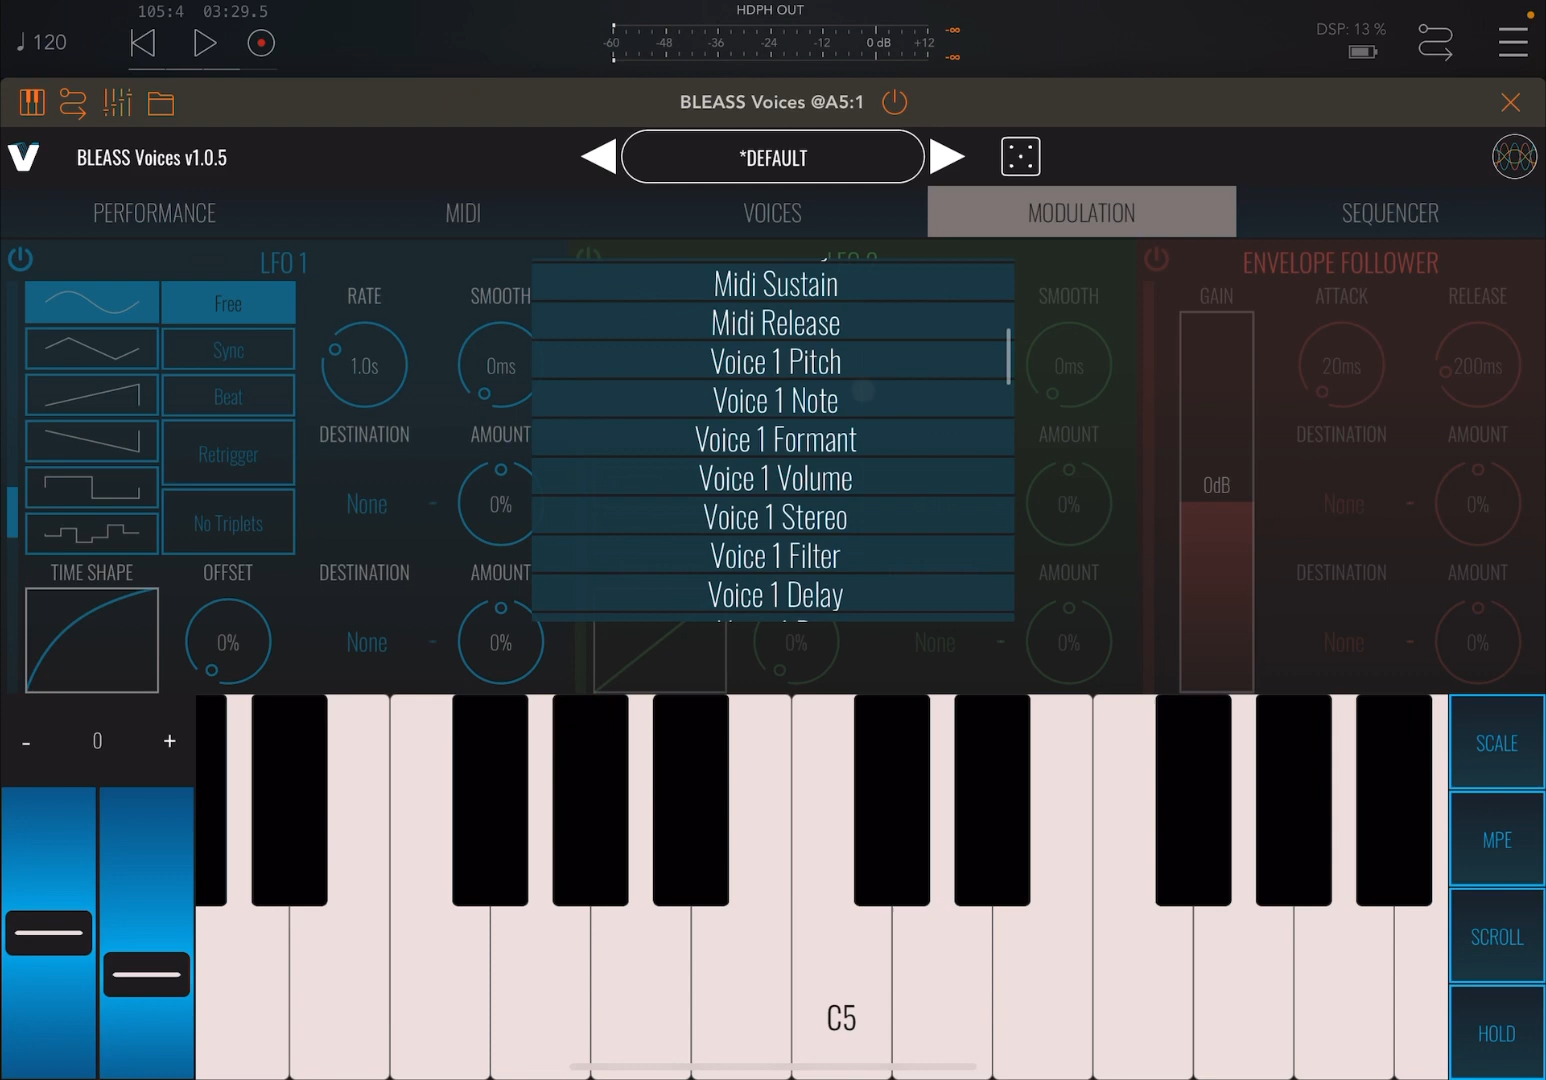 105:4 03:29.5
♩ 120
HDPH OUT
-60 -48 -36 -24 -12 0 dB +12
-∞
-∞
DSP: 13 %
BLEASS Voices @A5:1
BLEASS Voices v1.0.5
*DEFAULT
PERFORMANCE MIDI VOICES MODULATION SEQUENCER
LFO 1
Free
Sync
Beat
Retrigger
No Triplets
RATE SMOOTH
1.0s 0ms
DESTINATION AMOUNT
None - 0%
TIME SHAPE OFFSET DESTINATION AMOUNT
0% None - 0%
Midi Sustain
Midi Release
Voice 1 Pitch
Voice 1 Note
Voice 1 Formant
Voice 1 Volume
Voice 1 Stereo
Voice 1 Filter
Voice 1 Delay
SMOOTH
0ms
AMOUNT
0%
AMOUNT
0% None - 0%
ENVELOPE FOLLOWER
GAIN ATTACK RELEASE
20ms 200ms
0dB
DESTINATION AMOUNT
None - 0%
DESTINATION AMOUNT
None - 0%
- 0 +
C5
SCALE
MPE
SCROLL
HOLD